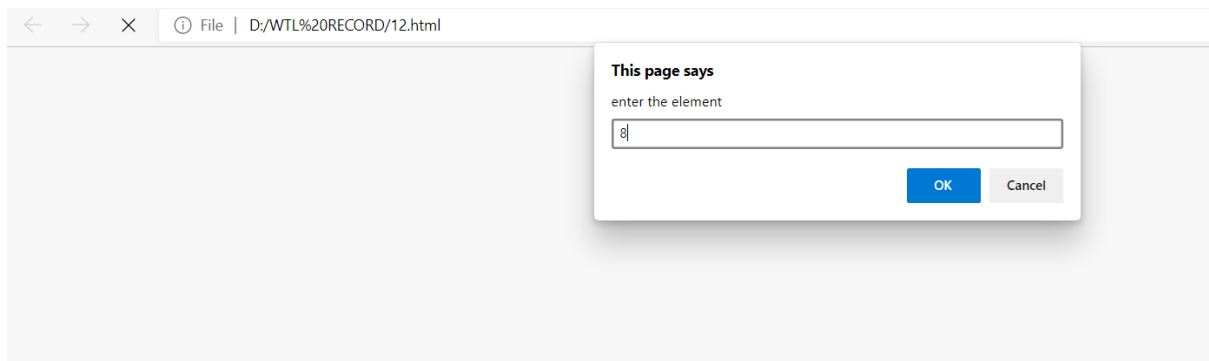 File | D:/WTL%20RECORD/12.html
This page says
enter the element
8
OK Cancel